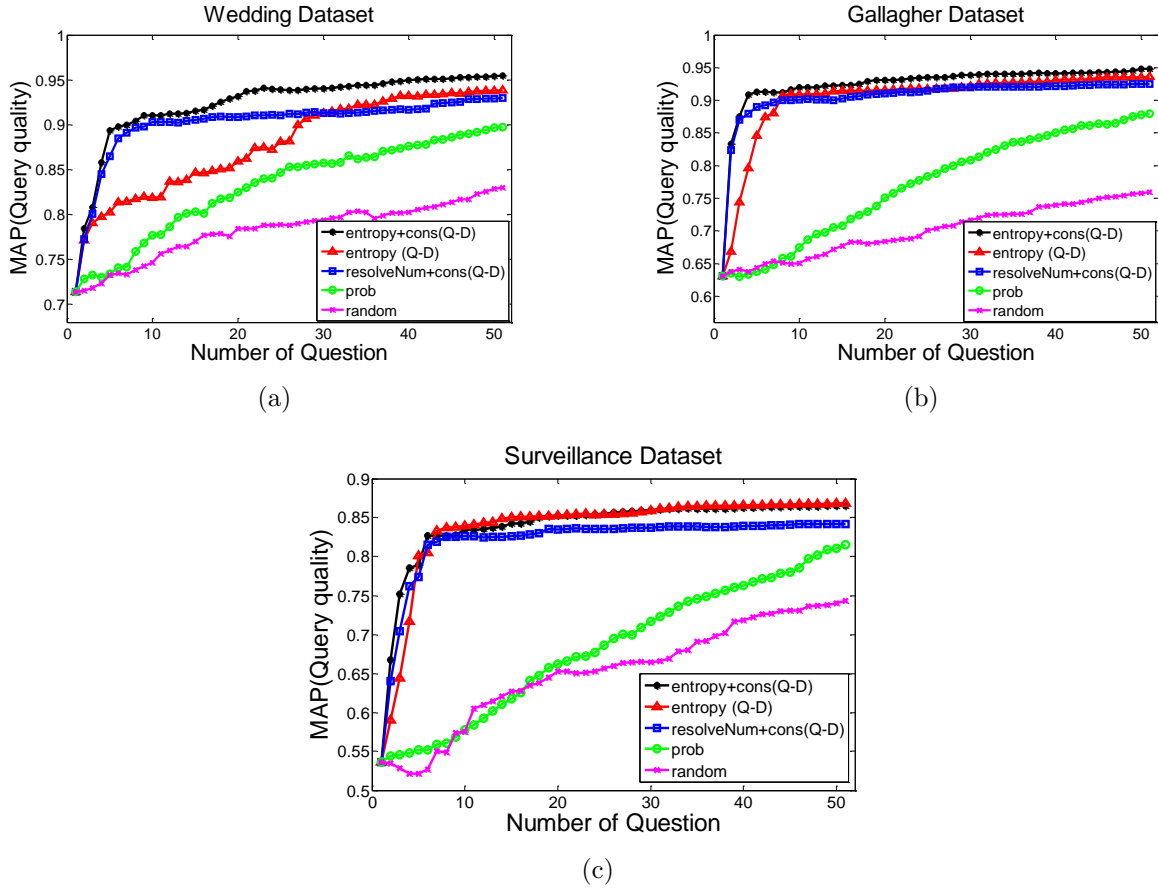 Wedding Dataset
MAP(Query quality)
0.95
0.9
0.85
0.8
0.75
0.7
0 10 20 30 40 50
Number of Question
entropy+cons(Q-D)
entropy (Q-D)
resolveNum+cons(Q-D)
prob
random
(a)
Gallagher Dataset
MAP(Query quality)
1
0.95
0.9
0.85
0.8
0.75
0.7
0.65
0.6
0 10 20 30 40 50
Number of Question
entropy+cons(Q-D)
entropy (Q-D)
resolveNum+cons(Q-D)
prob
random
(b)
Surveillance Dataset
MAP(Query quality)
0.9
0.85
0.8
0.75
0.7
0.65
0.6
0.55
0.5
0 10 20 30 40 50
Number of Question
entropy+cons(Q-D)
entropy (Q-D)
resolveNum+cons(Q-D)
prob
random
(c)